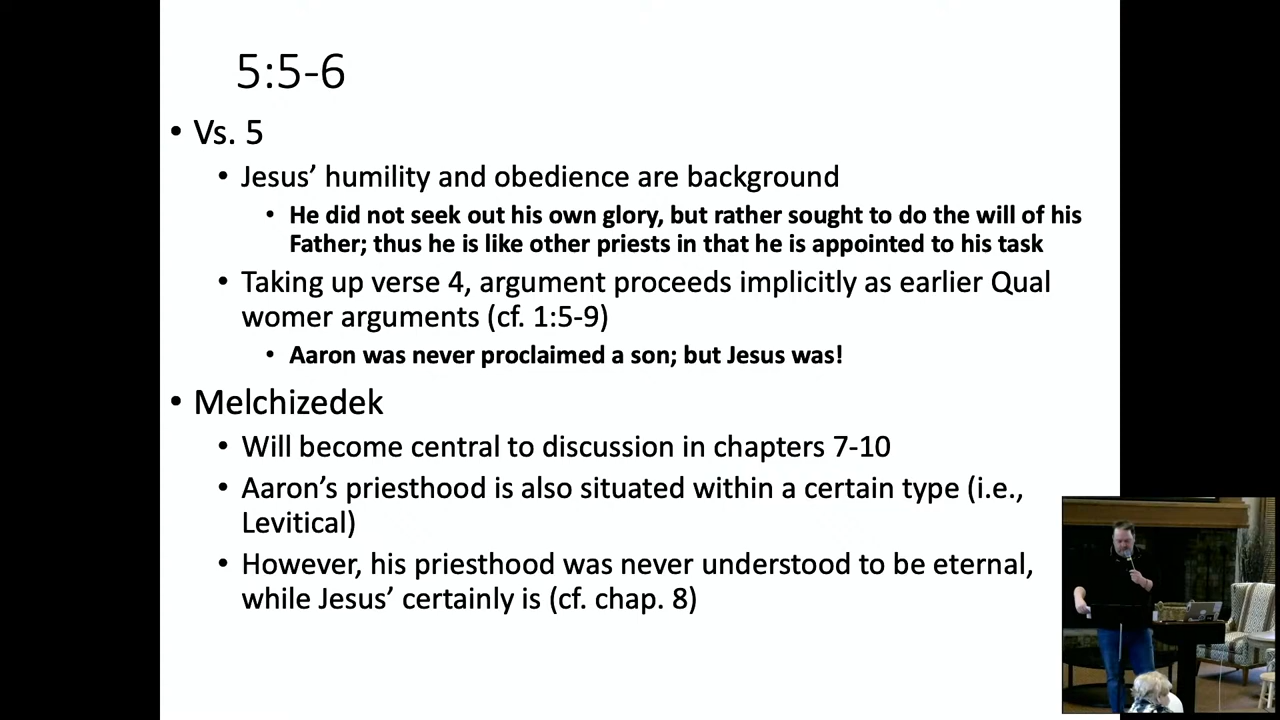 5:5-6
• Vs. 5
• Jesus’ humility and obedience are background
• He did not seek out his own glory, but rather sought to do the will of his
Father; thus he is like other priests in that he is appointed to his task
• Taking up verse 4, argument proceeds implicitly as earlier Qual
womer arguments (cf. 1:5-9)
• Aaron was never proclaimed a son; but Jesus was!
• Melchizedek
• Will become central to discussion in chapters 7-10
• Aaron’s priesthood is also situated within a certain type (i.e.,
Levitical)
• However, his priesthood was never understood to be eternal,
while Jesus’ certainly is (cf. chap. 8)